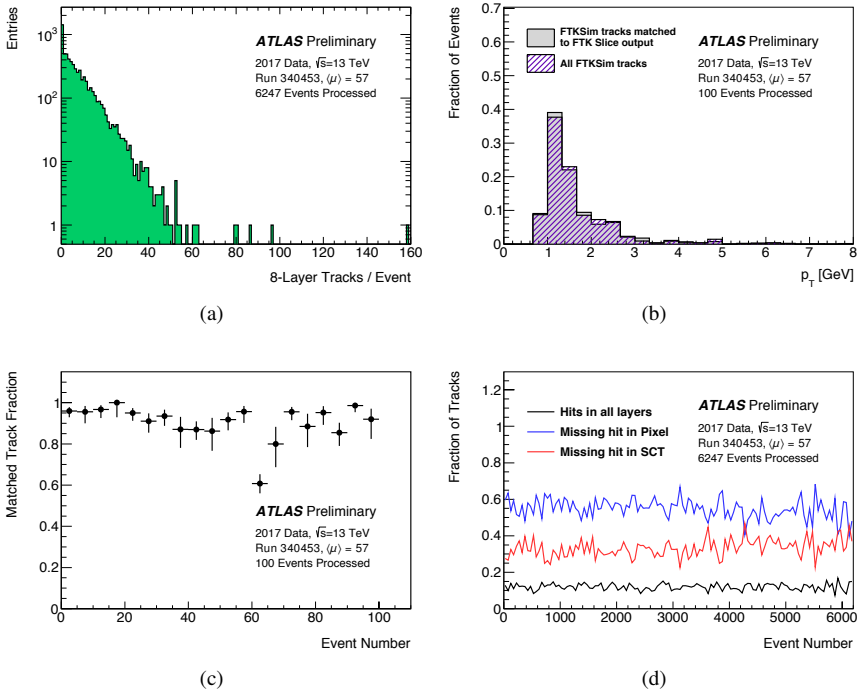 Entries
10³
10²
10
1
ATLAS Preliminary
2017 Data, √s=13 TeV
Run 340453, ⟨μ⟩ = 57
6247 Events Processed
0 20 40 60 80 100 120 140 160
8-Layer Tracks / Event
(a)
Fraction of Events
0.7
0.6
0.5
0.4
0.3
0.2
0.1
0
FTKSim tracks matched
to FTK Slice output
All FTKSim tracks
ATLAS Preliminary
2017 Data, √s=13 TeV
Run 340453, ⟨μ⟩ = 57
100 Events Processed
0 1 2 3 4 5 6 7 8
p_T [GeV]
(b)
Matched Track Fraction
1
0.8
0.6
0.4
0.2
0
ATLAS Preliminary
2017 Data, √s=13 TeV
Run 340453, ⟨μ⟩ = 57
100 Events Processed
0 20 40 60 80 100
Event Number
(c)
Fraction of Tracks
1.2
1
0.8
0.6
0.4
0.2
0
Hits in all layers
Missing hit in Pixel
Missing hit in SCT
ATLAS Preliminary
2017 Data, √s=13 TeV
Run 340453, ⟨μ⟩ = 57
6247 Events Processed
0 1000 2000 3000 4000 5000 6000
Event Number
(d)